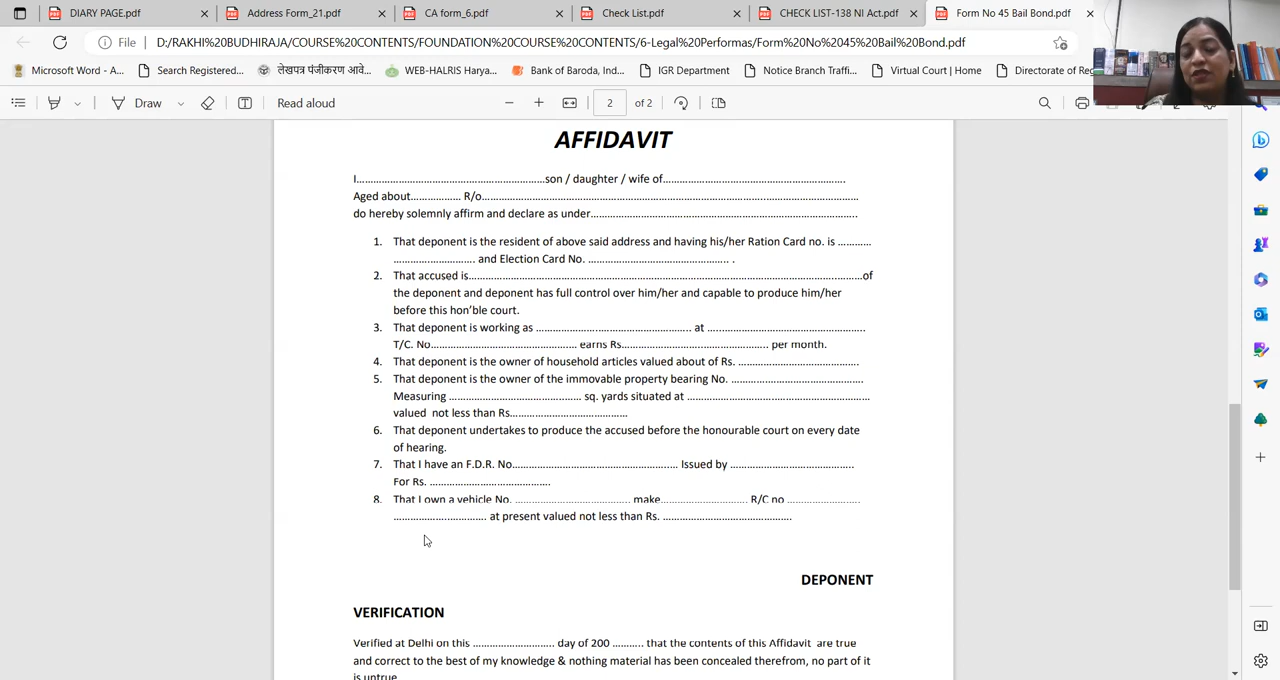 DIARY PAGE.pdf
Address Form_21.pdf
CA form_6.pdf
Check List.pdf
CHECK LIST-138 NI Act.pdf
Form No 45 Bail Bond.pdf
File
D:/RAKHI%20BUDHIRAJA/COURSE%20CONTENTS/FOUNDATION%20COURSE%20CONTENTS/6-Legal%20Performas/Form%20No%2045%20Bail%20Bond.pdf
Microsoft Word - A...
Search Registered...
लेखपत्र पंजीकरण आवे...
WEB-HALRIS Harya...
Bank of Baroda, Ind...
IGR Department
Notice Branch Traffi...
Virtual Court | Home
Directorate of Reg
Draw
Read aloud
2
of 2
AFFIDAVIT
I……………………………………………………son / daughter / wife of…………………………………………………….
Aged about…………….. R/o……………………………………………………………………………………………………………
do hereby solemnly affirm and declare as under…………………………………………………………………………..
1. That deponent is the resident of above said address and having his/her Ration Card no. is …………
…………………….. and Election Card No. ……………………………………….. .
2. That accused is……………………………………………………………………………………………………………of
the deponent and deponent has full control over him/her and capable to produce him/her
before this hon'ble court.
3. That deponent is working as …………………………………………….. at ……………………………………………..
T/C. No………………………………………… earns Rs………………………………………….. per month.
4. That deponent is the owner of household articles valued about of Rs. ………………………………….
5. That deponent is the owner of the immovable property bearing No. ……………………………………..
Measuring ……………………………………. sq. yards situated at ……………………………………………………
valued not less than Rs…………………………………
6. That deponent undertakes to produce the accused before the honourable court on every date
of hearing.
7. That I have an F.D.R. No……………………………………………….. Issued by …………………………………..
For Rs. ………………………………….
8. That I own a vehicle No. ……………………………….. make……………………….. R/C no ……………………
…………………………. at present valued not less than Rs. …………………………………….
DEPONENT
VERIFICATION
Verified at Delhi on this ……………………… day of 200 ………. that the contents of this Affidavit are true
and correct to the best of my knowledge & nothing material has been concealed therefrom, no part of it
is untrue